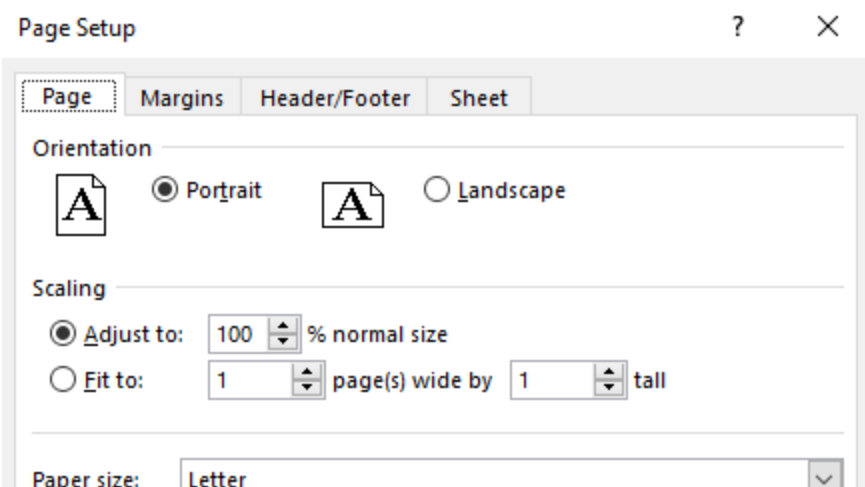 Page Setup ? ×
Page Margins Header/Footer Sheet
Orientation
A Portrait A Landscape
Scaling
Adjust to: 100 % normal size
Fit to: 1 page(s) wide by 1 tall
Paper size: Letter